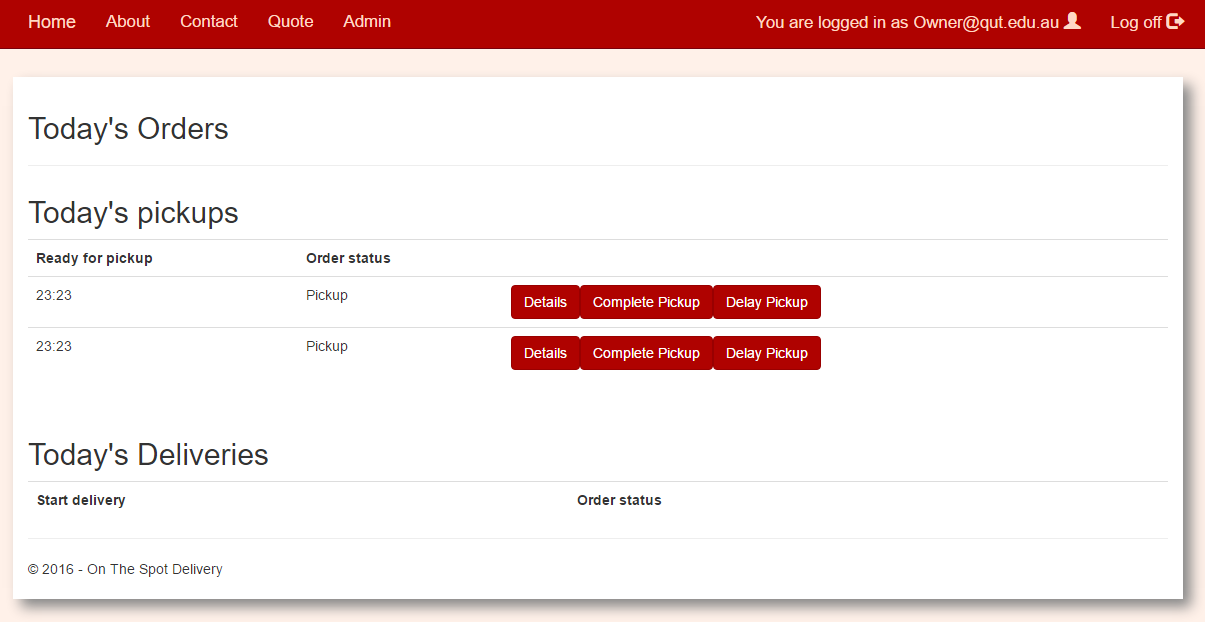 Home About Contact Quote Admin You are logged in as Owner@qut.edu.au Log off
Today's Orders
Today's pickups
Ready for pickup Order status
23:23 Pickup Details Complete Pickup Delay Pickup
23:23 Pickup Details Complete Pickup Delay Pickup
Today's Deliveries
Start delivery Order status
© 2016 - On The Spot Delivery